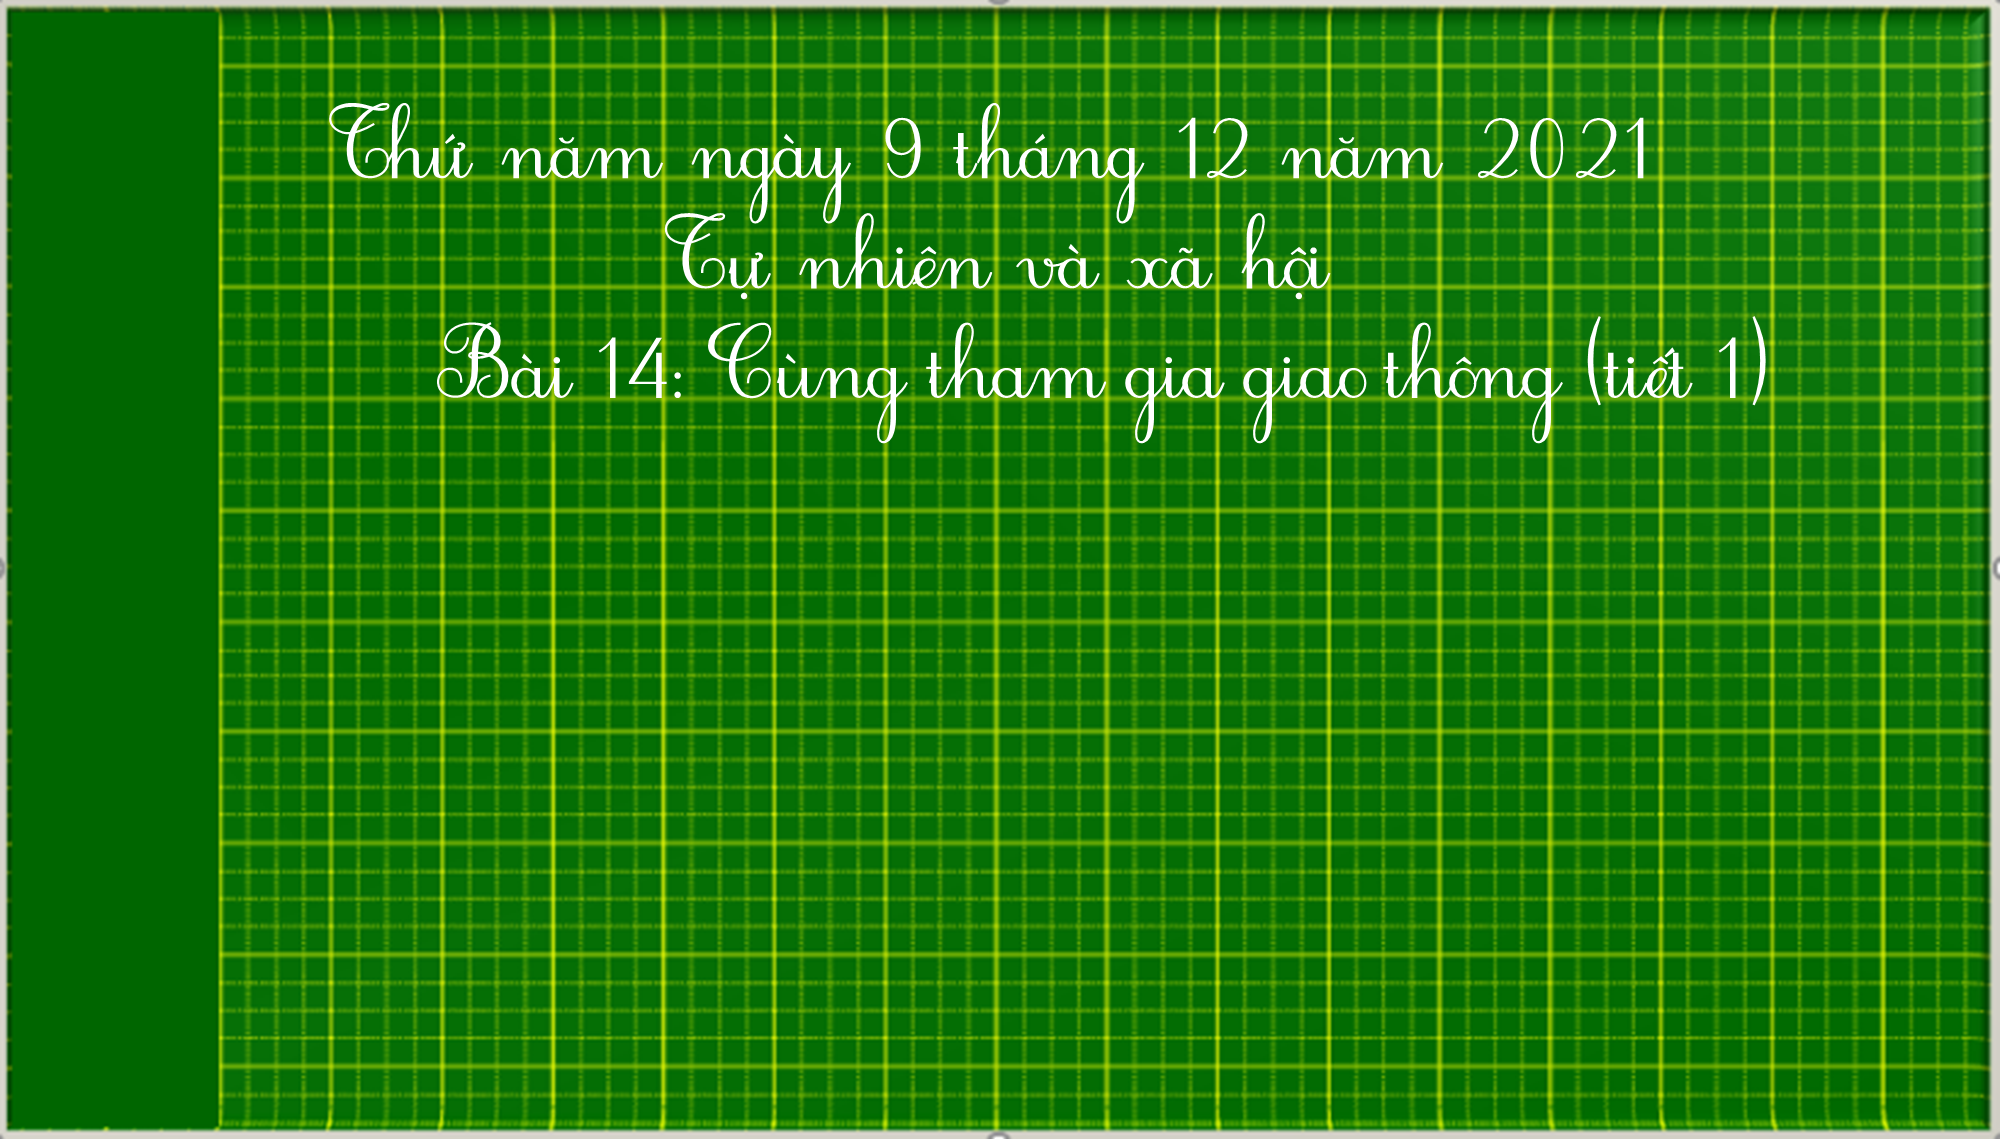 Thứ năm ngày 9 tháng 12 năm 2021
Tự nhiên và xã hội
Bài 14: Cùng tham gia giao thông (tiết 1)